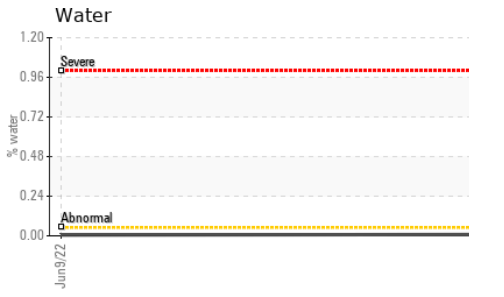 Water
1.20
Severe
0.96
0.72
% water
0.48
0.24
Abnormal
0.00
Jun9/22